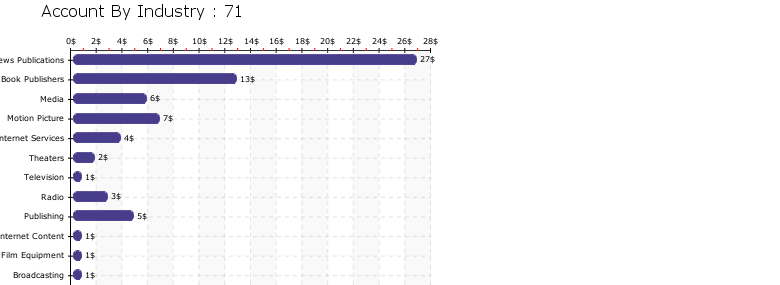 Account By Industry : 71
0$ 2$ 4$ 6$ 8$ 10$ 12$ 14$ 16$ 18$ 20$ 22$ 24$ 26$ 28$
ews Publications 27$
Book Publishers 13$
Media 6$
Motion Picture 7$
nternet Services 4$
Theaters 2$
Television 1$
Radio 3$
Publishing 5$
nternet Content 1$
Film Equipment 1$
Broadcasting 1$